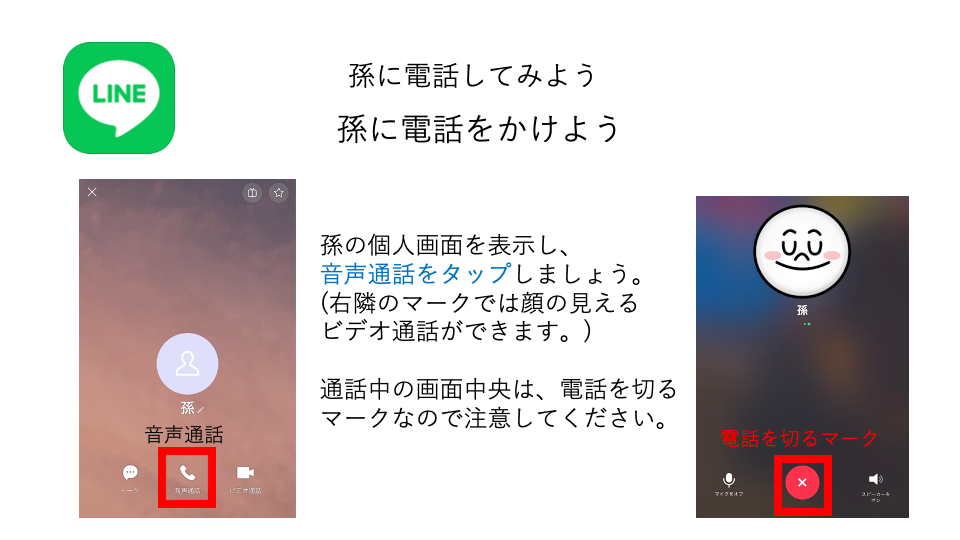 LINE
孫に電話してみよう
孫に電話をかけよう
孫の個人画面を表示し、
音声通話をタップしましょう。
(右隣のマークでは顔の見える
ビデオ通話ができます。)
通話中の画面中央は、電話を切る
マークなので注意してください。
孫
音声通話
トーク
音声通話
ビデオ通話
孫
電話を切るマーク
マイクをオフ
スピーカーを
オン